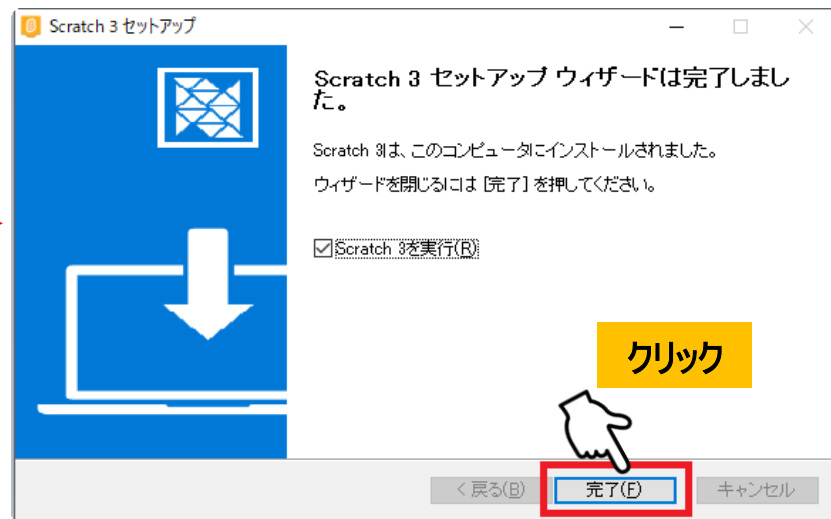 Scratch 3 セットアップ
Scratch 3 セットアップ ウィザードは完了しまし
た。
Scratch 3は、このコンピュータにインストールされました。
ウィザードを閉じるには [完了] を押してください。
Scratch 3を実行(R)
クリック
< 戻る(B)
完了(F)
キャンセル